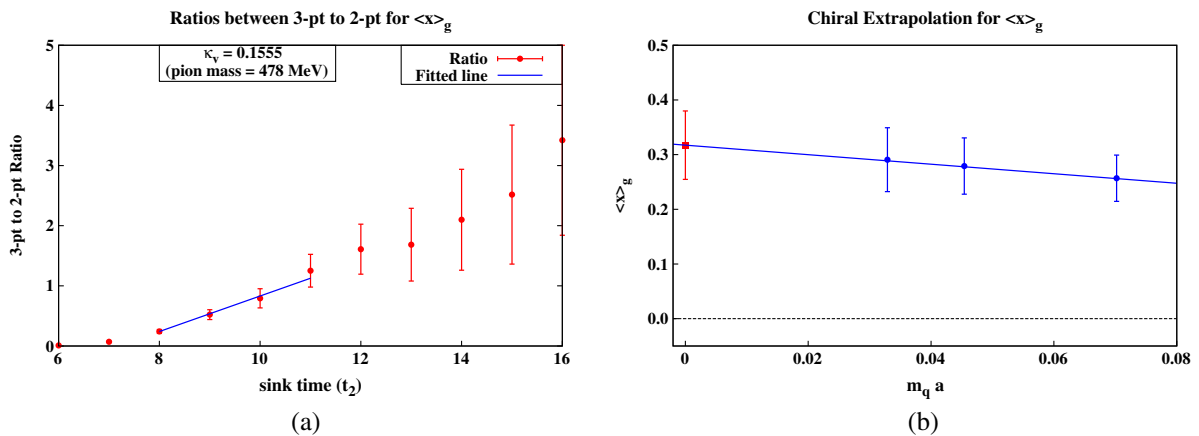 Ratios between 3-pt to 2-pt for <x>g
κv = 0.1555
(pion mass = 478 MeV)
Ratio
Fitted line
3-pt to 2-pt Ratio
5
4
3
2
1
0
6 7 8 9 10 11 12 14 16
sink time (t2)
(a)
Chiral Extrapolation for <x>g
<x>g
0.5
0.4
0.3
0.2
0.1
0.0
0 0.02 0.04 0.06 0.08
mq a
(b)